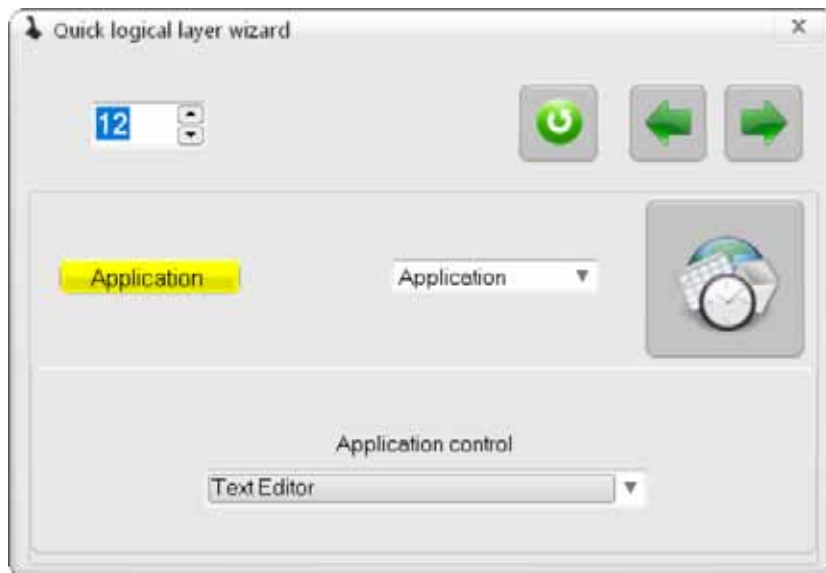 Quick logical layer wizard
12
Application
Application
Application control
Text Editor